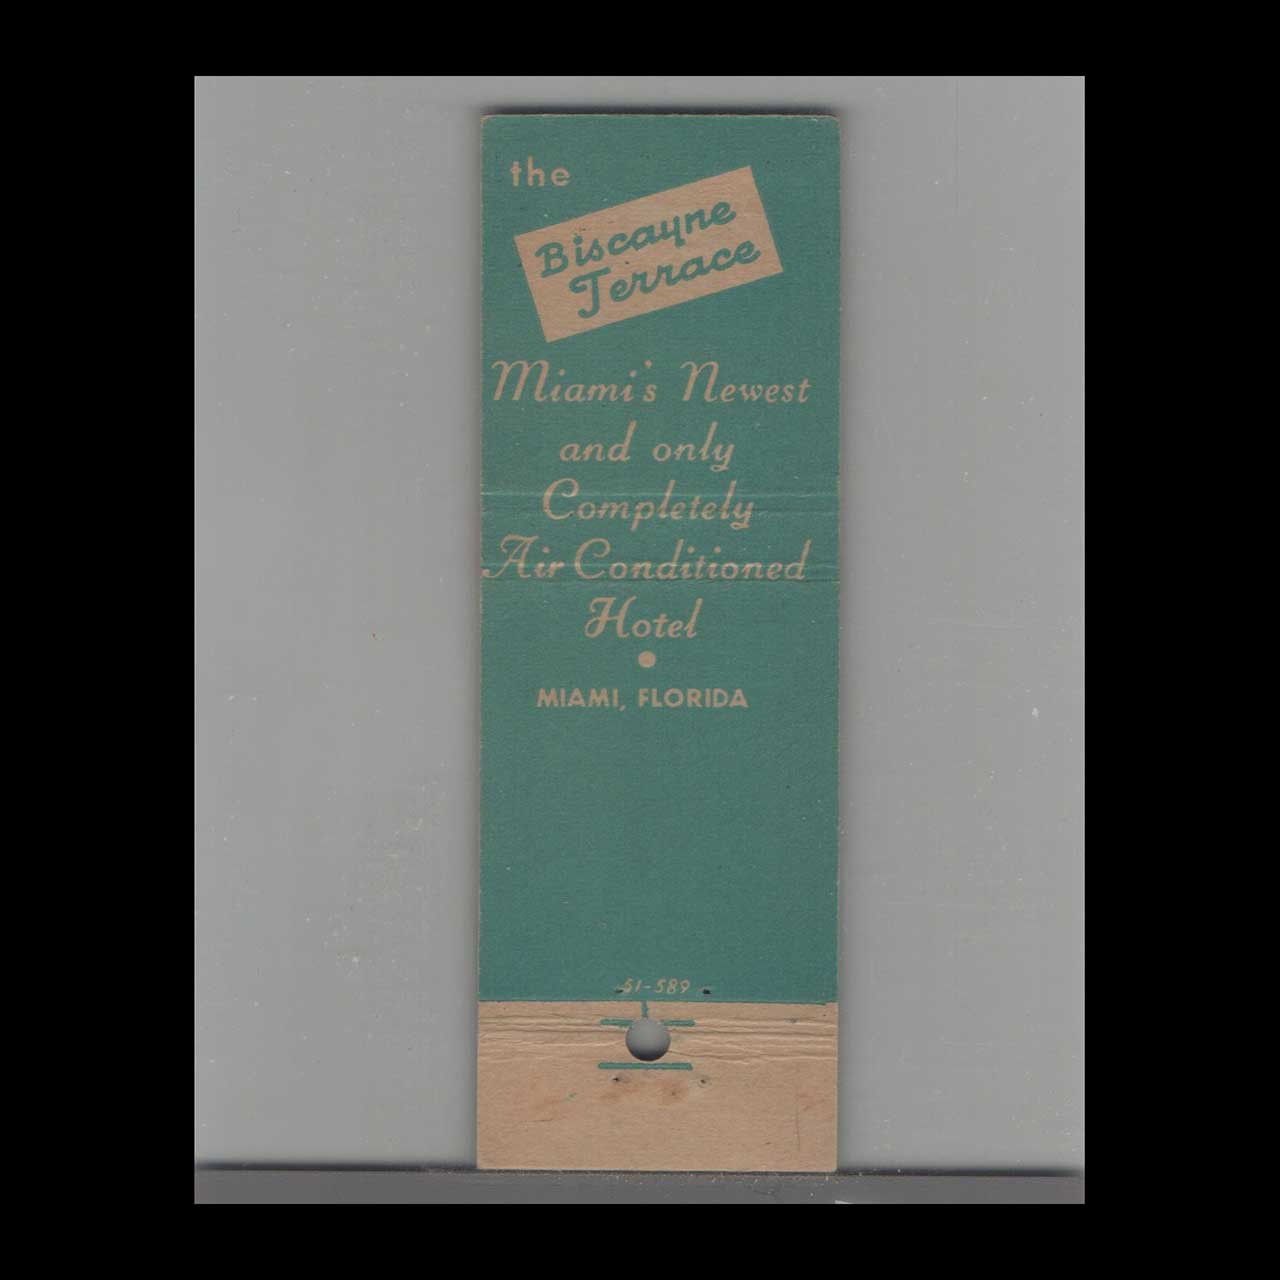 the
Biscayne
Terrace
Miami's Newest
and only
Completely
Air Conditioned
Hotel
•
MIAMI, FLORIDA
51-589